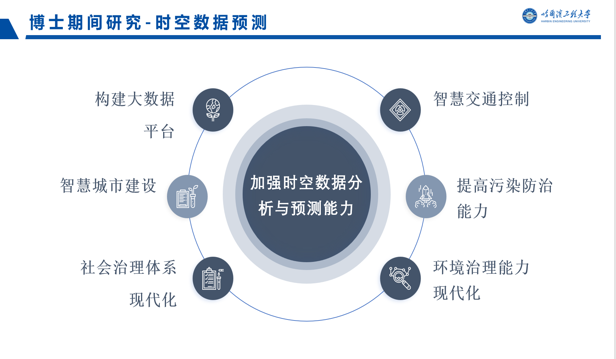 博士期间研究-时空数据预测
哈尔滨工程大学
构建大数据
平台
智慧交通控制
智慧城市建设
加强时空数据分
析与预测能力
提高污染防治
能力
社会治理体系
现代化
环境治理能力
现代化